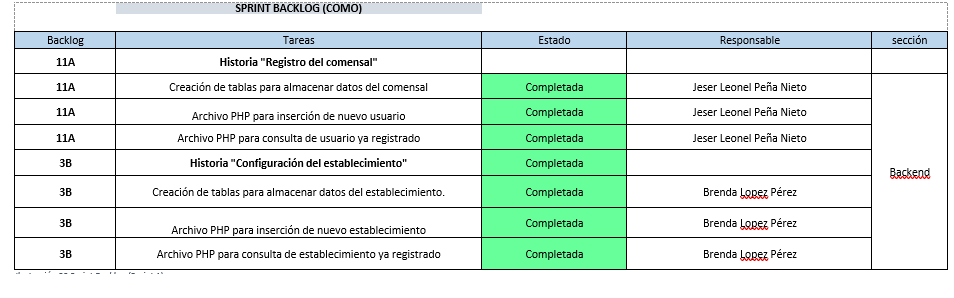 SPRINT BACKLOG (COMO)
Backlog Tareas Estado Responsable sección
11A Historia "Registro del comensal"
11A Creación de tablas para almacenar datos del comensal Completada Jeser Leonel Peña Nieto
11A Archivo PHP para inserción de nuevo usuario Completada Jeser Leonel Peña Nieto
11A Archivo PHP para consulta de usuario ya registrado Completada Jeser Leonel Peña Nieto
3B Historia "Configuración del establecimiento" Completada
Backend
3B Creación de tablas para almacenar datos del establecimiento. Completada Brenda Lopez Pérez
3B Archivo PHP para inserción de nuevo establecimiento Completada Brenda Lopez Pérez
3B Archivo PHP para consulta de establecimiento ya registrado Completada Brenda Lopez Pérez